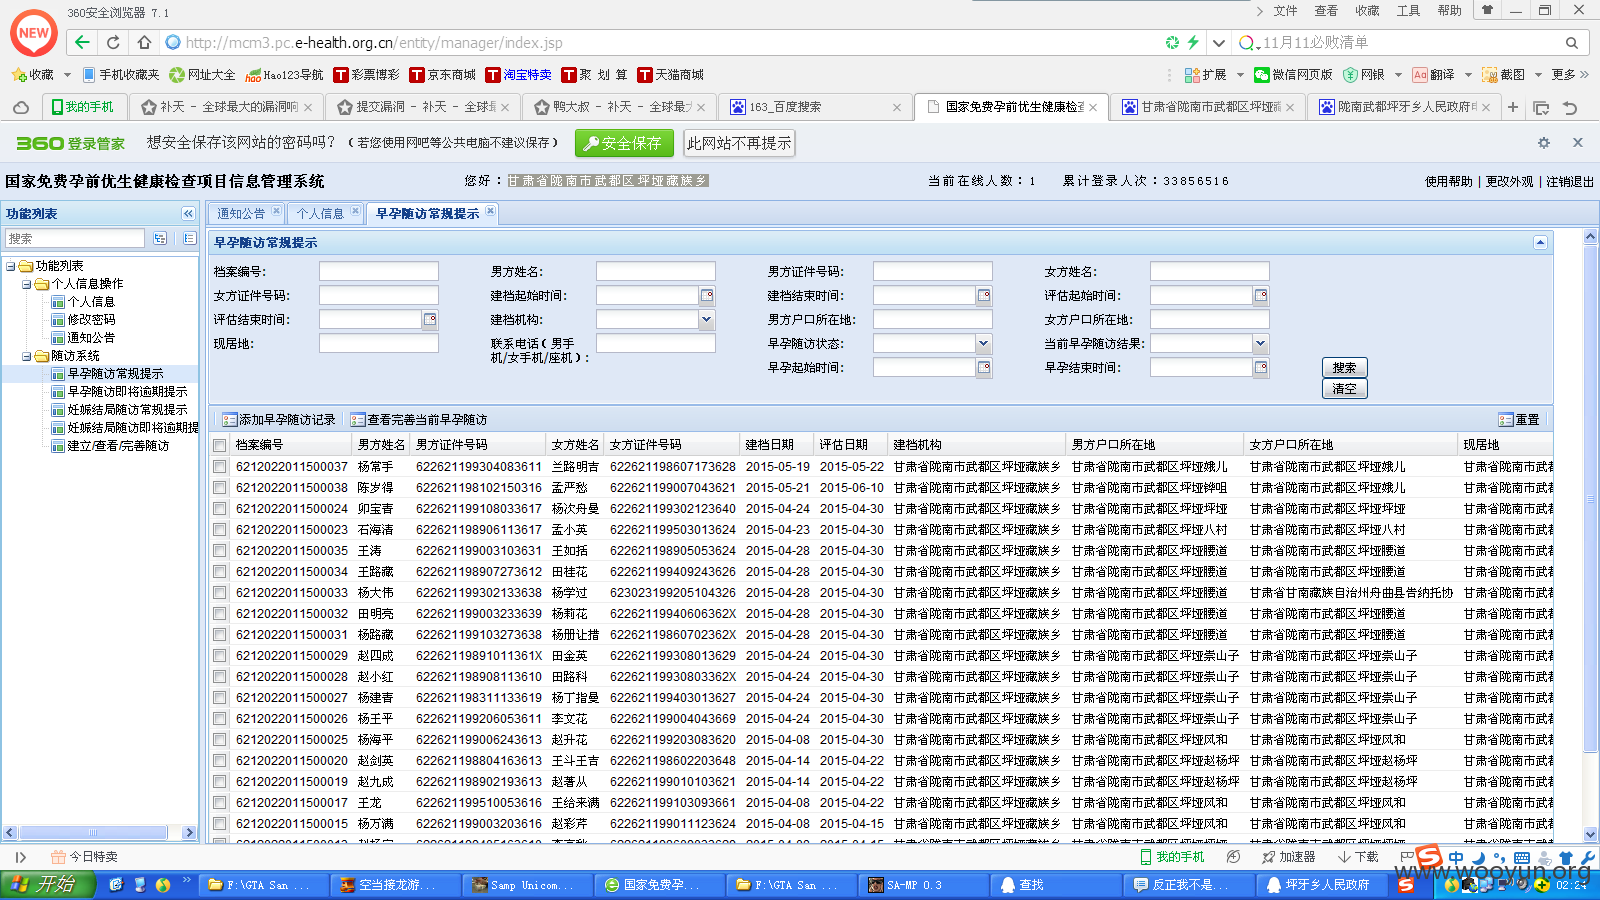 360安全浏览器 7.1
文件 查看 收藏 工具 帮助
NEW
http://mcm3.pc.e-health.org.cn/entity/manager/index.jsp
11月11必败清单
收藏 手机收藏夹 网址大全 Hao123导航 彩票博彩 京东商城 淘宝特卖 聚 划 算 天猫商城 扩展 微信网页版 网银 翻译 截图 更多
我的手机 补天 - 全球最大的漏洞响 提交漏洞 - 补天 - 全球最 鸭大叔 - 补天 - 全球最大 163_百度搜索 国家免费孕前优生健康检查 甘肃省陇南市武都区坪垭藏 陇南武都坪牙乡人民政府电
360 登录管家 想安全保存该网站的密码吗? (若您使用网吧等公共电脑不建议保存) 安全保存 此网站不再提示
国家免费孕前优生健康检查项目信息管理系统 您好：甘肃省陇南市武都区坪垭藏族乡 当前在线人数：1 累计登录人次：33856516 使用帮助 | 更改外观 | 注销退出
功能列表
搜索
功能列表
个人信息操作
个人信息
修改密码
通知公告
随访系统
早孕随访常规提示
早孕随访即将逾期提示
妊娠结局随访常规提示
妊娠结局随访即将逾期提
建立/查看/完善随访
通知公告 个人信息 早孕随访常规提示
早孕随访常规提示
档案编号: 男方姓名: 男方证件号码: 女方姓名:
女方证件号码: 建档起始时间: 建档结束时间: 评估起始时间:
评估结束时间: 建档机构: 男方户口所在地: 女方户口所在地:
现居地: 联系电话(男手机/女手机/座机): 早孕随访状态: 当前早孕随访结果:
早孕起始时间: 早孕结束时间: 搜索
清空
添加早孕随访记录 查看完善当前早孕随访 重置
档案编号 男方姓名 男方证件号码 女方姓名 女方证件号码 建档日期 评估日期 建档机构 男方户口所在地 女方户口所在地 现居地
6212022011500037 杨常手 622621199304083611 兰路明吉 622621198607173628 2015-05-19 2015-05-22 甘肃省陇南市武都区坪垭藏族乡 甘肃省陇南市武都区坪垭娥儿 甘肃省陇南市武都区坪垭娥儿 甘肃省陇南市武都
6212022011500038 陈岁得 622621198102150316 孟严愁 622621199007043621 2015-05-21 2015-06-10 甘肃省陇南市武都区坪垭藏族乡 甘肃省陇南市武都区坪垭铧咀 甘肃省陇南市武都区坪垭娥儿 甘肃省陇南市武都
6212022011500024 卯宝青 622621199108033617 杨次舟曼 622621199302123640 2015-04-24 2015-04-30 甘肃省陇南市武都区坪垭藏族乡 甘肃省陇南市武都区坪垭坪垭 甘肃省陇南市武都区坪垭坪垭 甘肃省陇南市武都
6212022011500023 石海清 622621198906113617 孟小英 622621199503013624 2015-04-23 2015-04-30 甘肃省陇南市武都区坪垭藏族乡 甘肃省陇南市武都区坪垭八村 甘肃省陇南市武都区坪垭八村 甘肃省陇南市武都
6212022011500035 王涛 622621199003103631 王如括 622621198905053624 2015-04-28 2015-04-30 甘肃省陇南市武都区坪垭藏族乡 甘肃省陇南市武都区坪垭腰道 甘肃省陇南市武都区坪垭腰道 甘肃省陇南市武都
6212022011500034 王路藏 622621198907273612 田桂花 622621199409243626 2015-04-28 2015-04-30 甘肃省陇南市武都区坪垭藏族乡 甘肃省陇南市武都区坪垭腰道 甘肃省陇南市武都区坪垭腰道 甘肃省陇南市武都
6212022011500033 杨大伟 622621199302133638 杨学过 623023199205104326 2015-04-28 2015-04-30 甘肃省陇南市武都区坪垭藏族乡 甘肃省陇南市武都区坪垭腰道 甘肃省甘南藏族自治州舟曲县告纳托协 甘肃省陇南市武都
6212022011500032 田明亮 622621199003233639 杨莉花 62262119940606362X 2015-04-28 2015-04-30 甘肃省陇南市武都区坪垭藏族乡 甘肃省陇南市武都区坪垭腰道 甘肃省陇南市武都区坪垭腰道 甘肃省陇南市武都
6212022011500031 杨路藏 622621199103273638 杨册让措 62262119860702362X 2015-04-28 2015-04-30 甘肃省陇南市武都区坪垭藏族乡 甘肃省陇南市武都区坪垭腰道 甘肃省陇南市武都区坪垭腰道 甘肃省陇南市武都
6212022011500029 赵四成 62262119891011361X 田金英 622621199308013629 2015-04-24 2015-04-30 甘肃省陇南市武都区坪垭藏族乡 甘肃省陇南市武都区坪垭崇山子 甘肃省陇南市武都区坪垭崇山子 甘肃省陇南市武都
6212022011500028 赵小红 622621198908113610 田路科 62262119930803362X 2015-04-24 2015-04-30 甘肃省陇南市武都区坪垭藏族乡 甘肃省陇南市武都区坪垭崇山子 甘肃省陇南市武都区坪垭崇山子 甘肃省陇南市武都
6212022011500027 杨建春 622621198311133619 杨丁指曼 622621199403013627 2015-04-24 2015-04-30 甘肃省陇南市武都区坪垭藏族乡 甘肃省陇南市武都区坪垭崇山子 甘肃省陇南市武都区坪垭崇山子 甘肃省陇南市武都
6212022011500026 杨王平 622621199206053611 李文花 622621199004043669 2015-04-24 2015-04-30 甘肃省陇南市武都区坪垭藏族乡 甘肃省陇南市武都区坪垭崇山子 甘肃省陇南市武都区坪垭崇山子 甘肃省陇南市武都
6212022011500025 杨海平 622621199006243613 赵升花 622621199203083620 2015-04-08 2015-04-30 甘肃省陇南市武都区坪垭藏族乡 甘肃省陇南市武都区坪垭风和 甘肃省陇南市武都区坪垭风和 甘肃省陇南市武都
6212022011500020 赵剑英 622621198804163613 王斗王吉 622621198602203648 2015-04-14 2015-04-22 甘肃省陇南市武都区坪垭藏族乡 甘肃省陇南市武都区坪垭赵杨坪 甘肃省陇南市武都区坪垭赵杨坪 甘肃省陇南市武都
6212022011500019 赵九成 622621198902193613 赵著从 622621199010103621 2015-04-14 2015-04-22 甘肃省陇南市武都区坪垭藏族乡 甘肃省陇南市武都区坪垭赵杨坪 甘肃省陇南市武都区坪垭赵杨坪 甘肃省陇南市武都
6212022011500017 王龙 622621199510053616 王给来满 622621199103093661 2015-04-08 2015-04-22 甘肃省陇南市武都区坪垭藏族乡 甘肃省陇南市武都区坪垭风和 甘肃省陇南市武都区坪垭风和 甘肃省陇南市武都
6212022011500015 杨万满 622621199003203616 赵彩芹 622621199011123624 2015-04-08 2015-04-15 甘肃省陇南市武都区坪垭藏族乡 甘肃省陇南市武都区坪垭风和 甘肃省陇南市武都区坪垭风和 甘肃省陇南市武都
今日特卖 我的手机 加速器 下载
开始 F:\GTA San ... 空当接龙游... Samp Unicom... 国家免费孕... F:\GTA San ... SA-MP 0.3 查找 反正我不是... 坪牙乡人民政府 02:24
中
www.wooyun.org